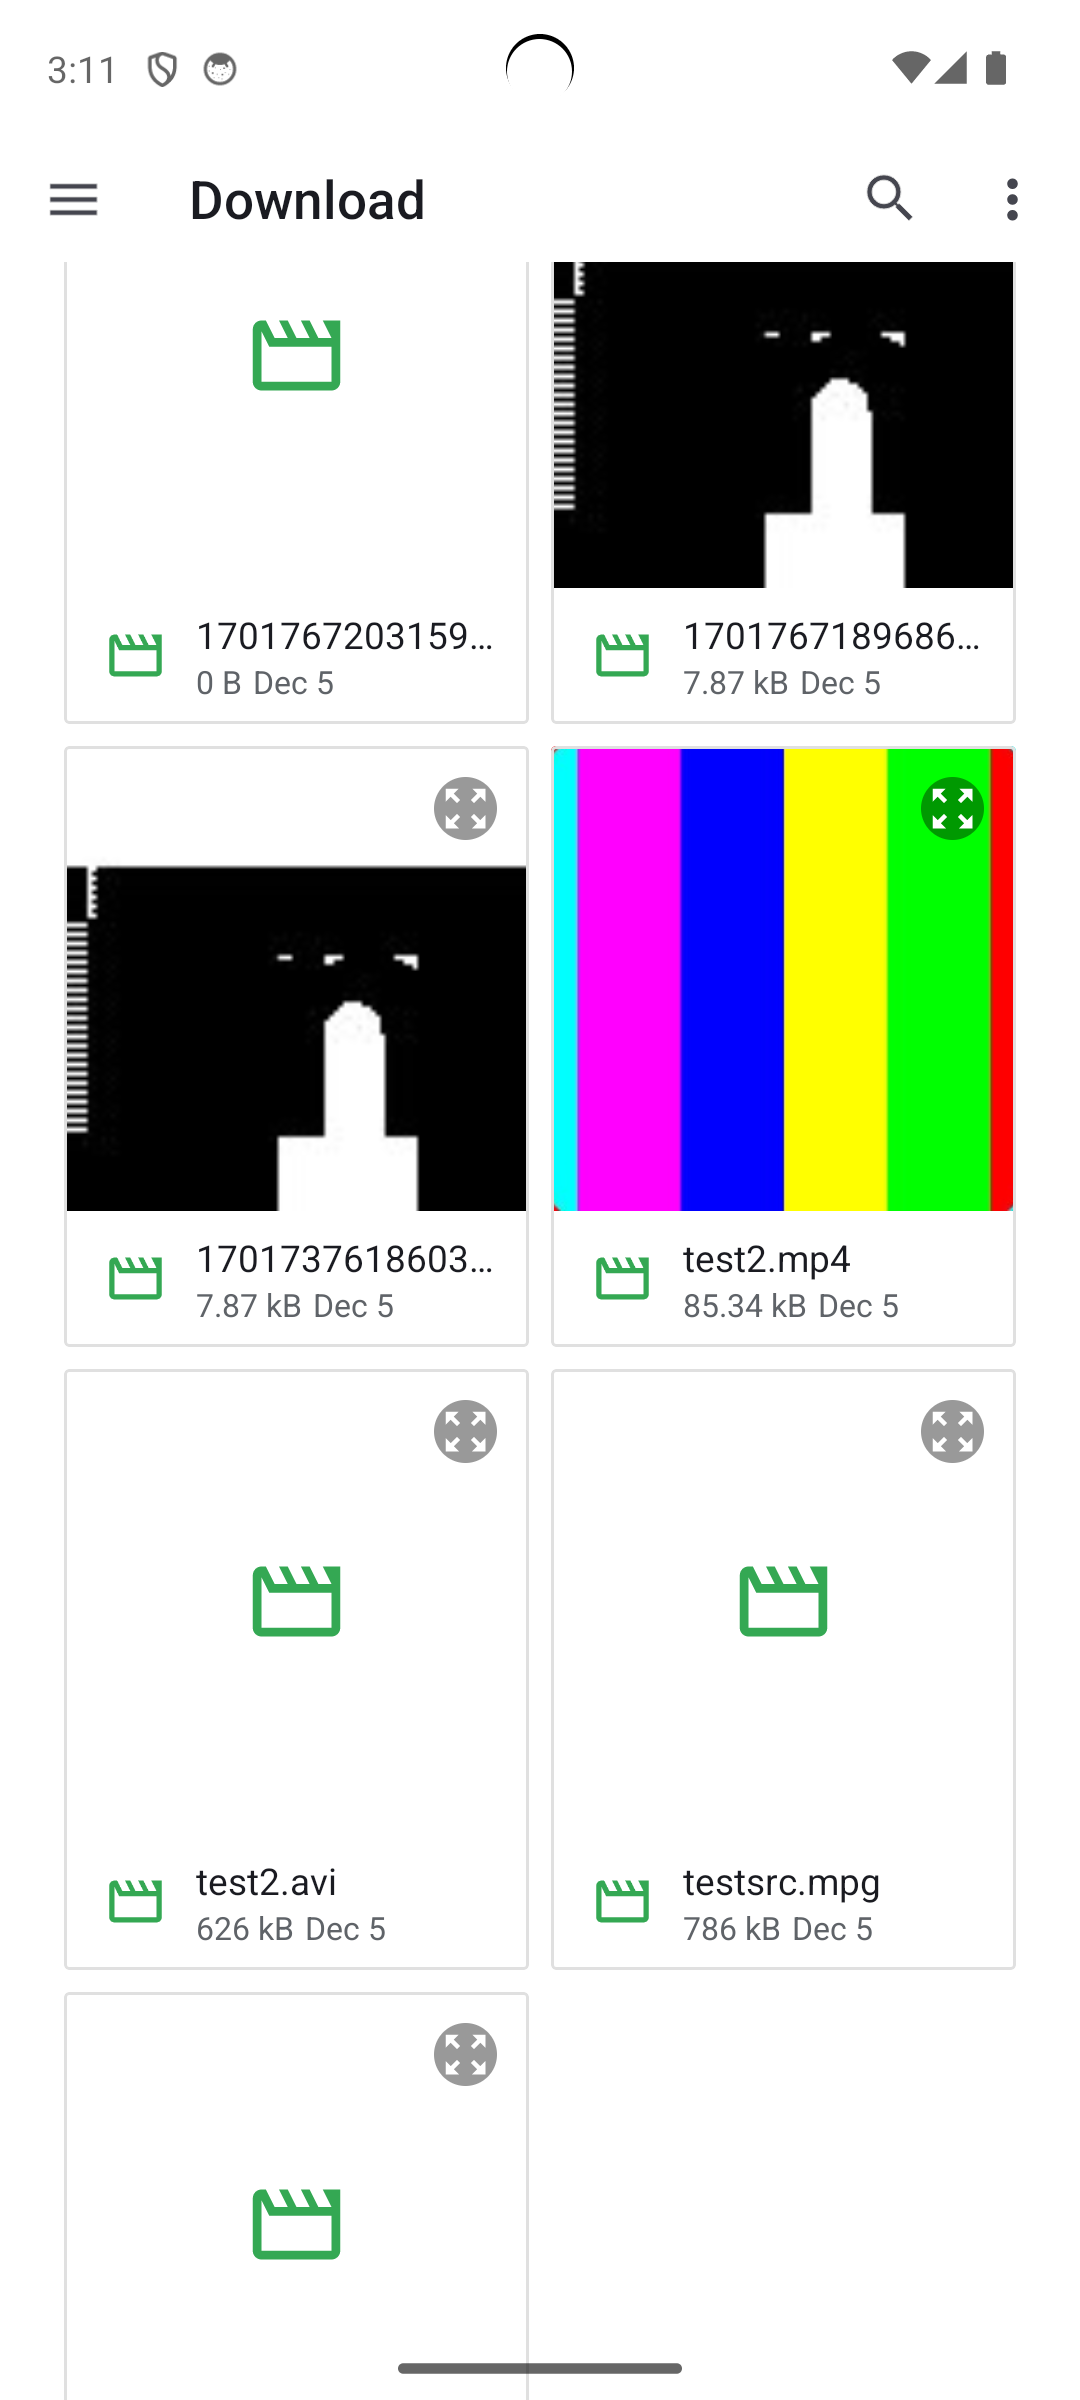 3:11
Download
1701767203159...
0 B Dec 5
1701767189686...
7.87 kB Dec 5
1701737618603...
7.87 kB Dec 5
test2.mp4
85.34 kB Dec 5
test2.avi
626 kB Dec 5
testsrc.mpg
786 kB Dec 5